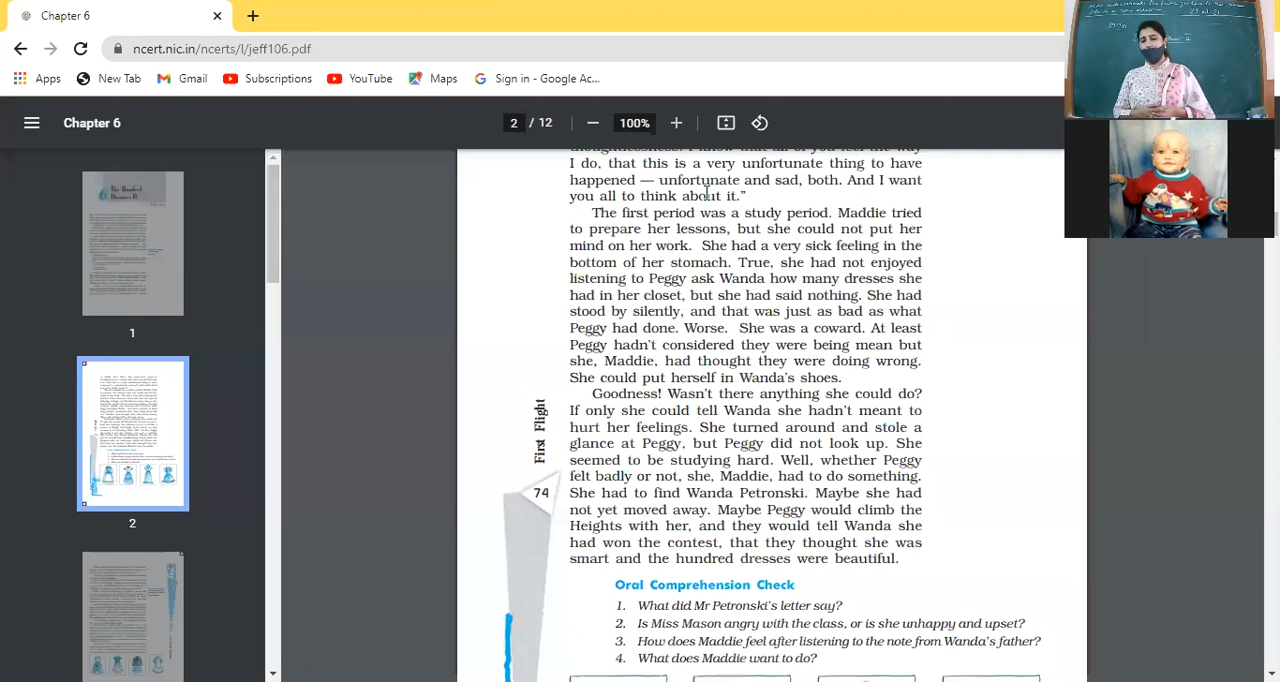 Chapter 6
ncert.nic.in/ncerts/l/jeff106.pdf
Apps New Tab Gmail Subscriptions YouTube Maps Sign in - Google Ac...
Chapter 6
2 / 12
100%
thoughtlessness. I know that all of you feel the way
I do, that this is a very unfortunate thing to have
happened — unfortunate and sad, both. And I want
you all to think about it.”
The first period was a study period. Maddie tried
to prepare her lessons, but she could not put her
mind on her work. She had a very sick feeling in the
bottom of her stomach. True, she had not enjoyed
listening to Peggy ask Wanda how many dresses she
had in her closet, but she had said nothing. She had
stood by silently, and that was just as bad as what
Peggy had done. Worse. She was a coward. At least
Peggy hadn’t considered they were being mean but
she, Maddie, had thought they were doing wrong.
She could put herself in Wanda’s shoes.
Goodness! Wasn’t there anything she could do?
If only she could tell Wanda she hadn’t meant to
hurt her feelings. She turned around and stole a
glance at Peggy, but Peggy did not look up. She
seemed to be studying hard. Well, whether Peggy
felt badly or not, she, Maddie, had to do something.
She had to find Wanda Petronski. Maybe she had
not yet moved away. Maybe Peggy would climb the
Heights with her, and they would tell Wanda she
had won the contest, that they thought she was
smart and the hundred dresses were beautiful.
First Flight
74
Oral Comprehension Check
1. What did Mr Petronski’s letter say?
2. Is Miss Mason angry with the class, or is she unhappy and upset?
3. How does Maddie feel after listening to the note from Wanda’s father?
4. What does Maddie want to do?
The Hundred
Dresses
1
2